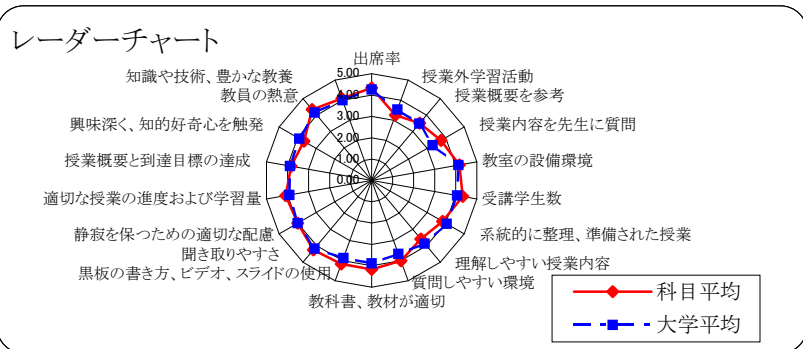 レーダーチャート
出席率
授業外学習活動
授業概要を参考
授業内容を先生に質問
教室の設備環境
受講学生数
系統的に整理、準備された授業
理解しやすい授業内容
質問しやすい環境
教科書、教材が適切
黒板の書き方、ビデオ、スライドの使用
聞き取りやすさ
静寂を保つための適切な配慮
適切な授業の進度および学習量
授業概要と到達目標の達成
興味深く、知的好奇心を触発
教員の熱意
知識や技術、豊かな教養
5.00
4.00
3.00
2.00
1.00
0.00
科目平均
大学平均